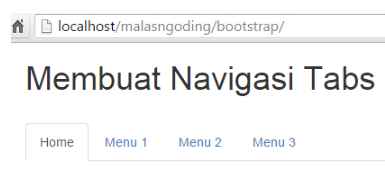 localhost/malasngoding/bootstrap/
Membuat Navigasi Tabs
Home Menu 1 Menu 2 Menu 3